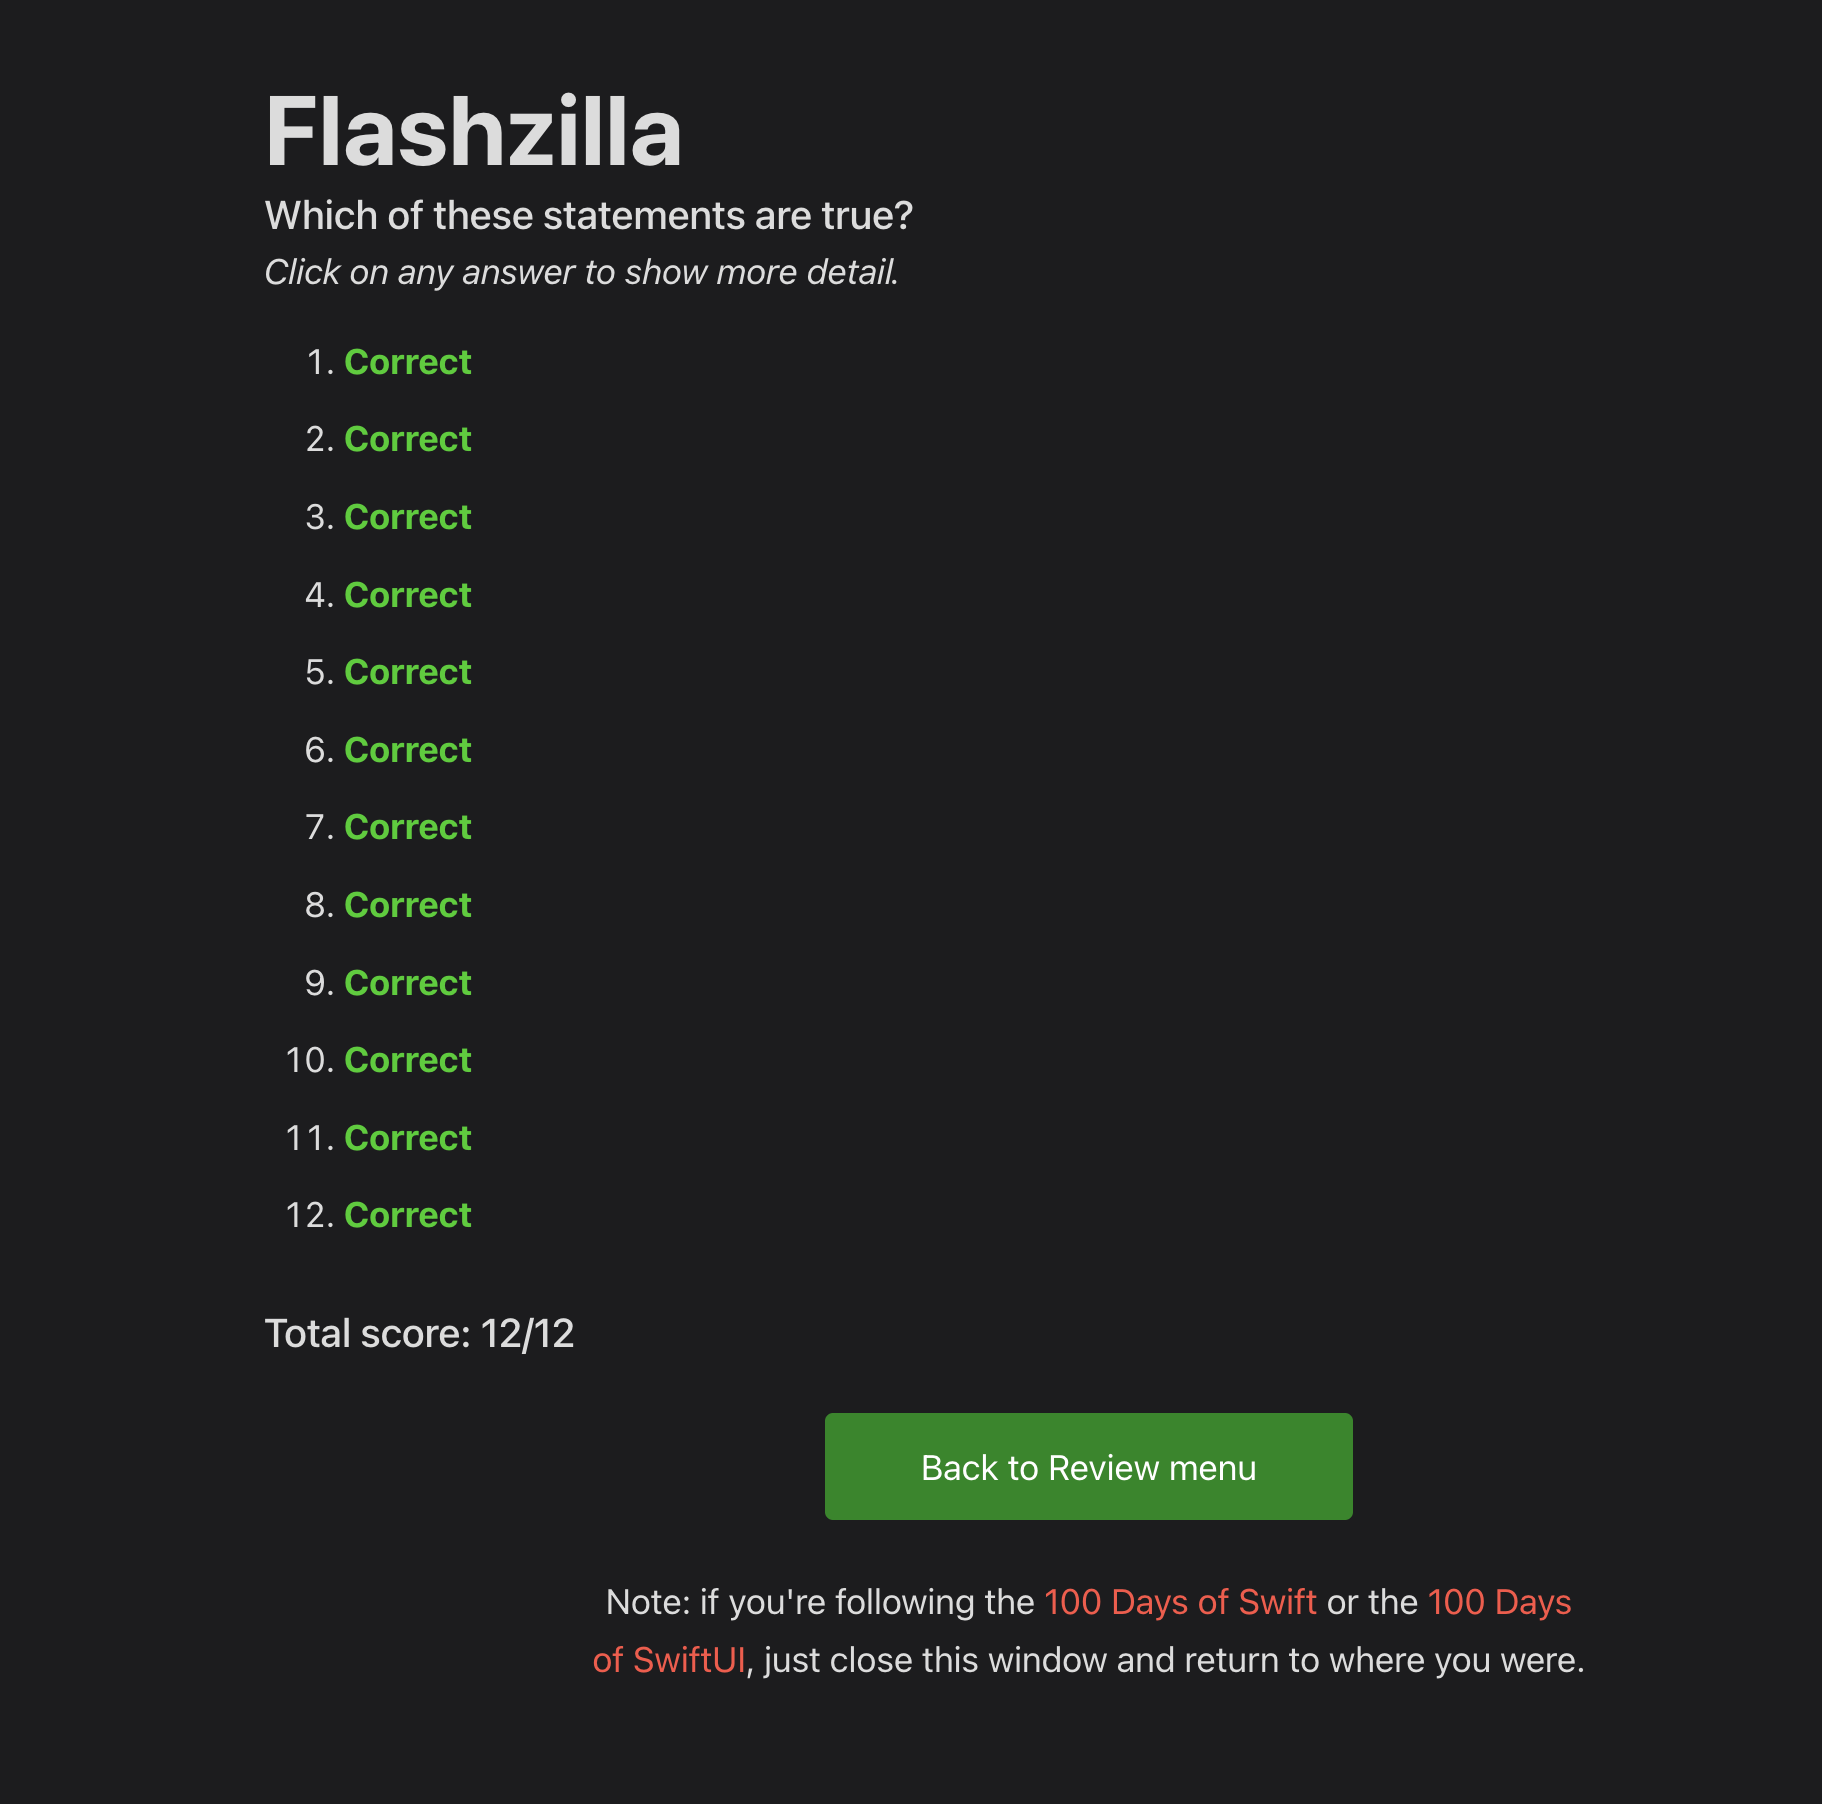 Flashzilla
Which of these statements are true?
Click on any answer to show more detail.
1. Correct
2. Correct
3. Correct
4. Correct
5. Correct
6. Correct
7. Correct
8. Correct
9. Correct
10. Correct
11. Correct
12. Correct
Total score: 12/12
Back to Review menu
Note: if you're following the 100 Days of Swift or the 100 Days
of SwiftUI, just close this window and return to where you were.